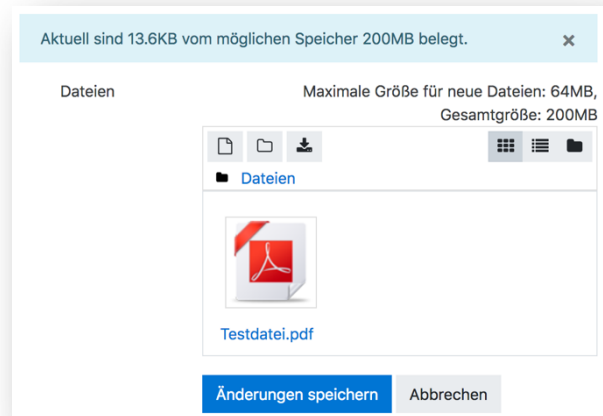 Aktuell sind 13.6KB vom möglichen Speicher 200MB belegt.
Dateien
Maximale Größe für neue Dateien: 64MB,
Gesamtgröße: 200MB
Dateien
Testdatei.pdf
Änderungen speichern
Abbrechen